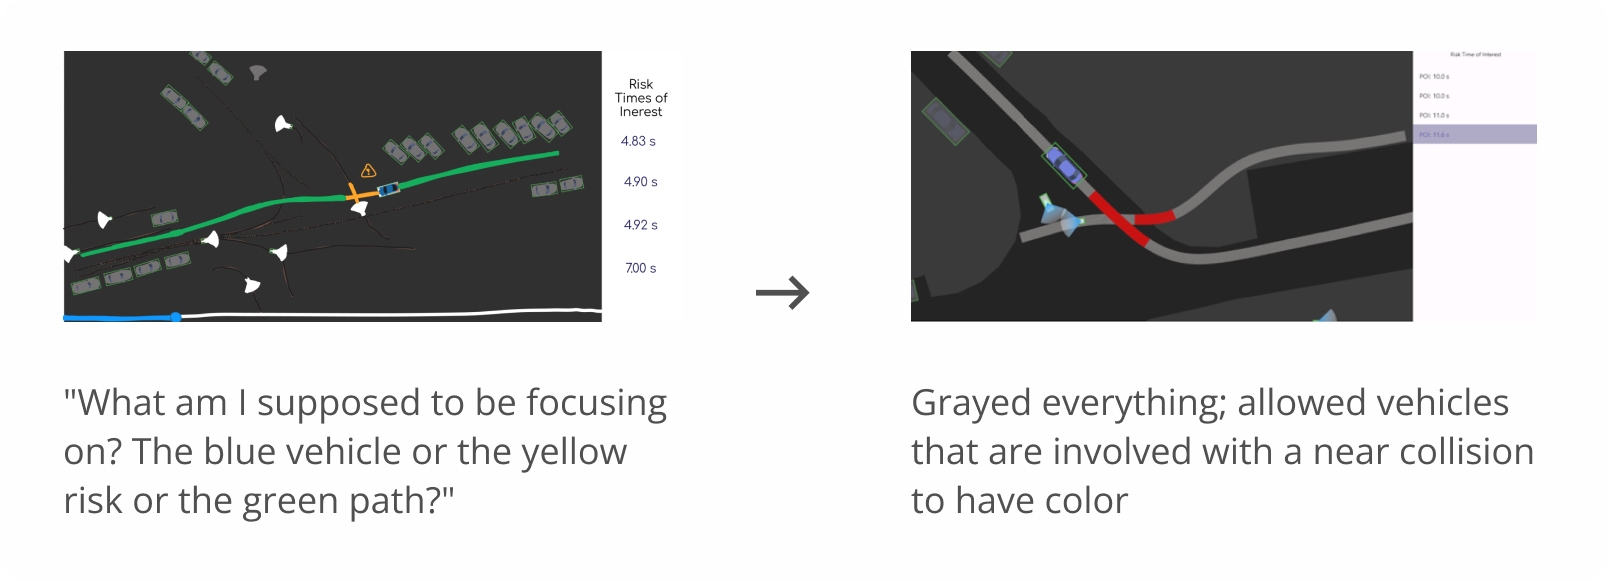 Risk
Times of
Inerest
4.83 s
4.90 s
4.92 s
7.00 s
Risk Time of Interest
POI: 10.0 s
POI: 10.0 s
POI: 11.0 s
POI: 11.6 s
"What am I supposed to be focusing
on? The blue vehicle or the yellow
risk or the green path?"
Grayed everything; allowed vehicles
that are involved with a near collision
to have color